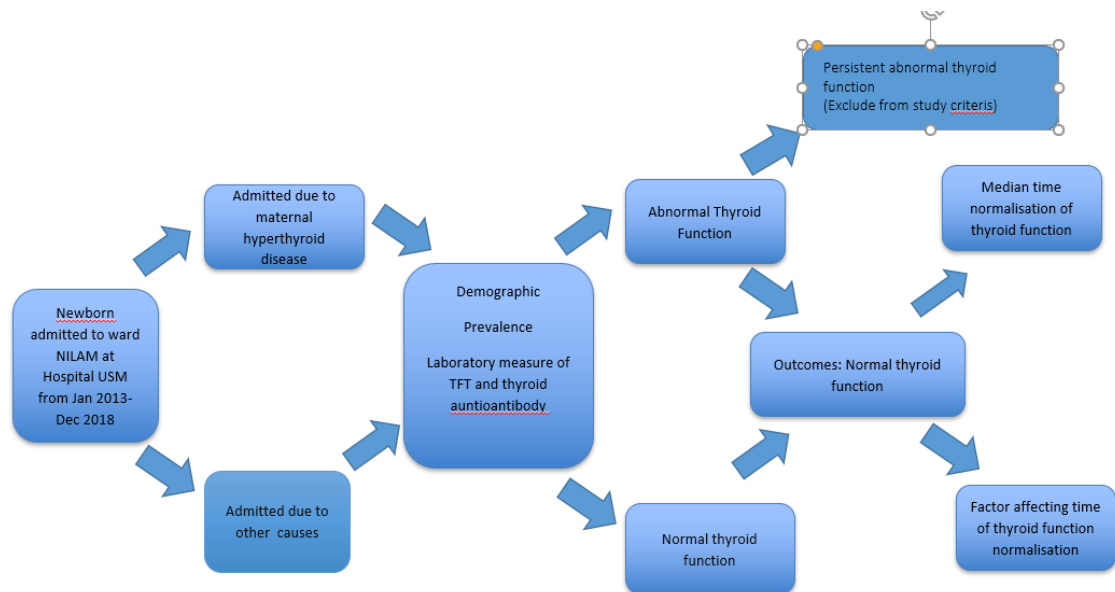 Persistent abnormal thyroid
function
(Exclude from study criteris)
Admitted due to
maternal
hyperthyroid
disease
Abnormal Thyroid
Function
Median time
normalisation of
thyroid function
Newborn
admitted to ward
NILAM at
Hospital USM
from Jan 2013-
Dec 2018
Demographic
Prevalence
Laboratory measure of
TFT and thyroid
auntioantibody
Outcomes: Normal thyroid
function
Admitted due to
other causes
Normal thyroid
function
Factor affecting time
of thyroid function
normalisation